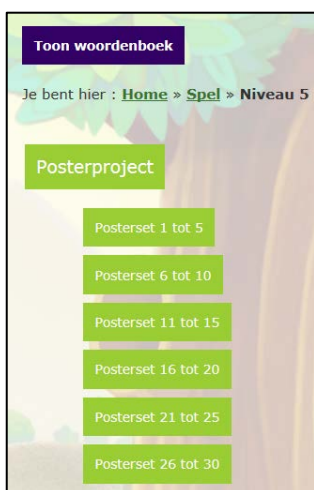 Toon woordenboek
Je bent hier : Home » Spel » Niveau 5
Posterproject
Posterset 1 tot 5
Posterset 6 tot 10
Posterset 11 tot 15
Posterset 16 tot 20
Posterset 21 tot 25
Posterset 26 tot 30